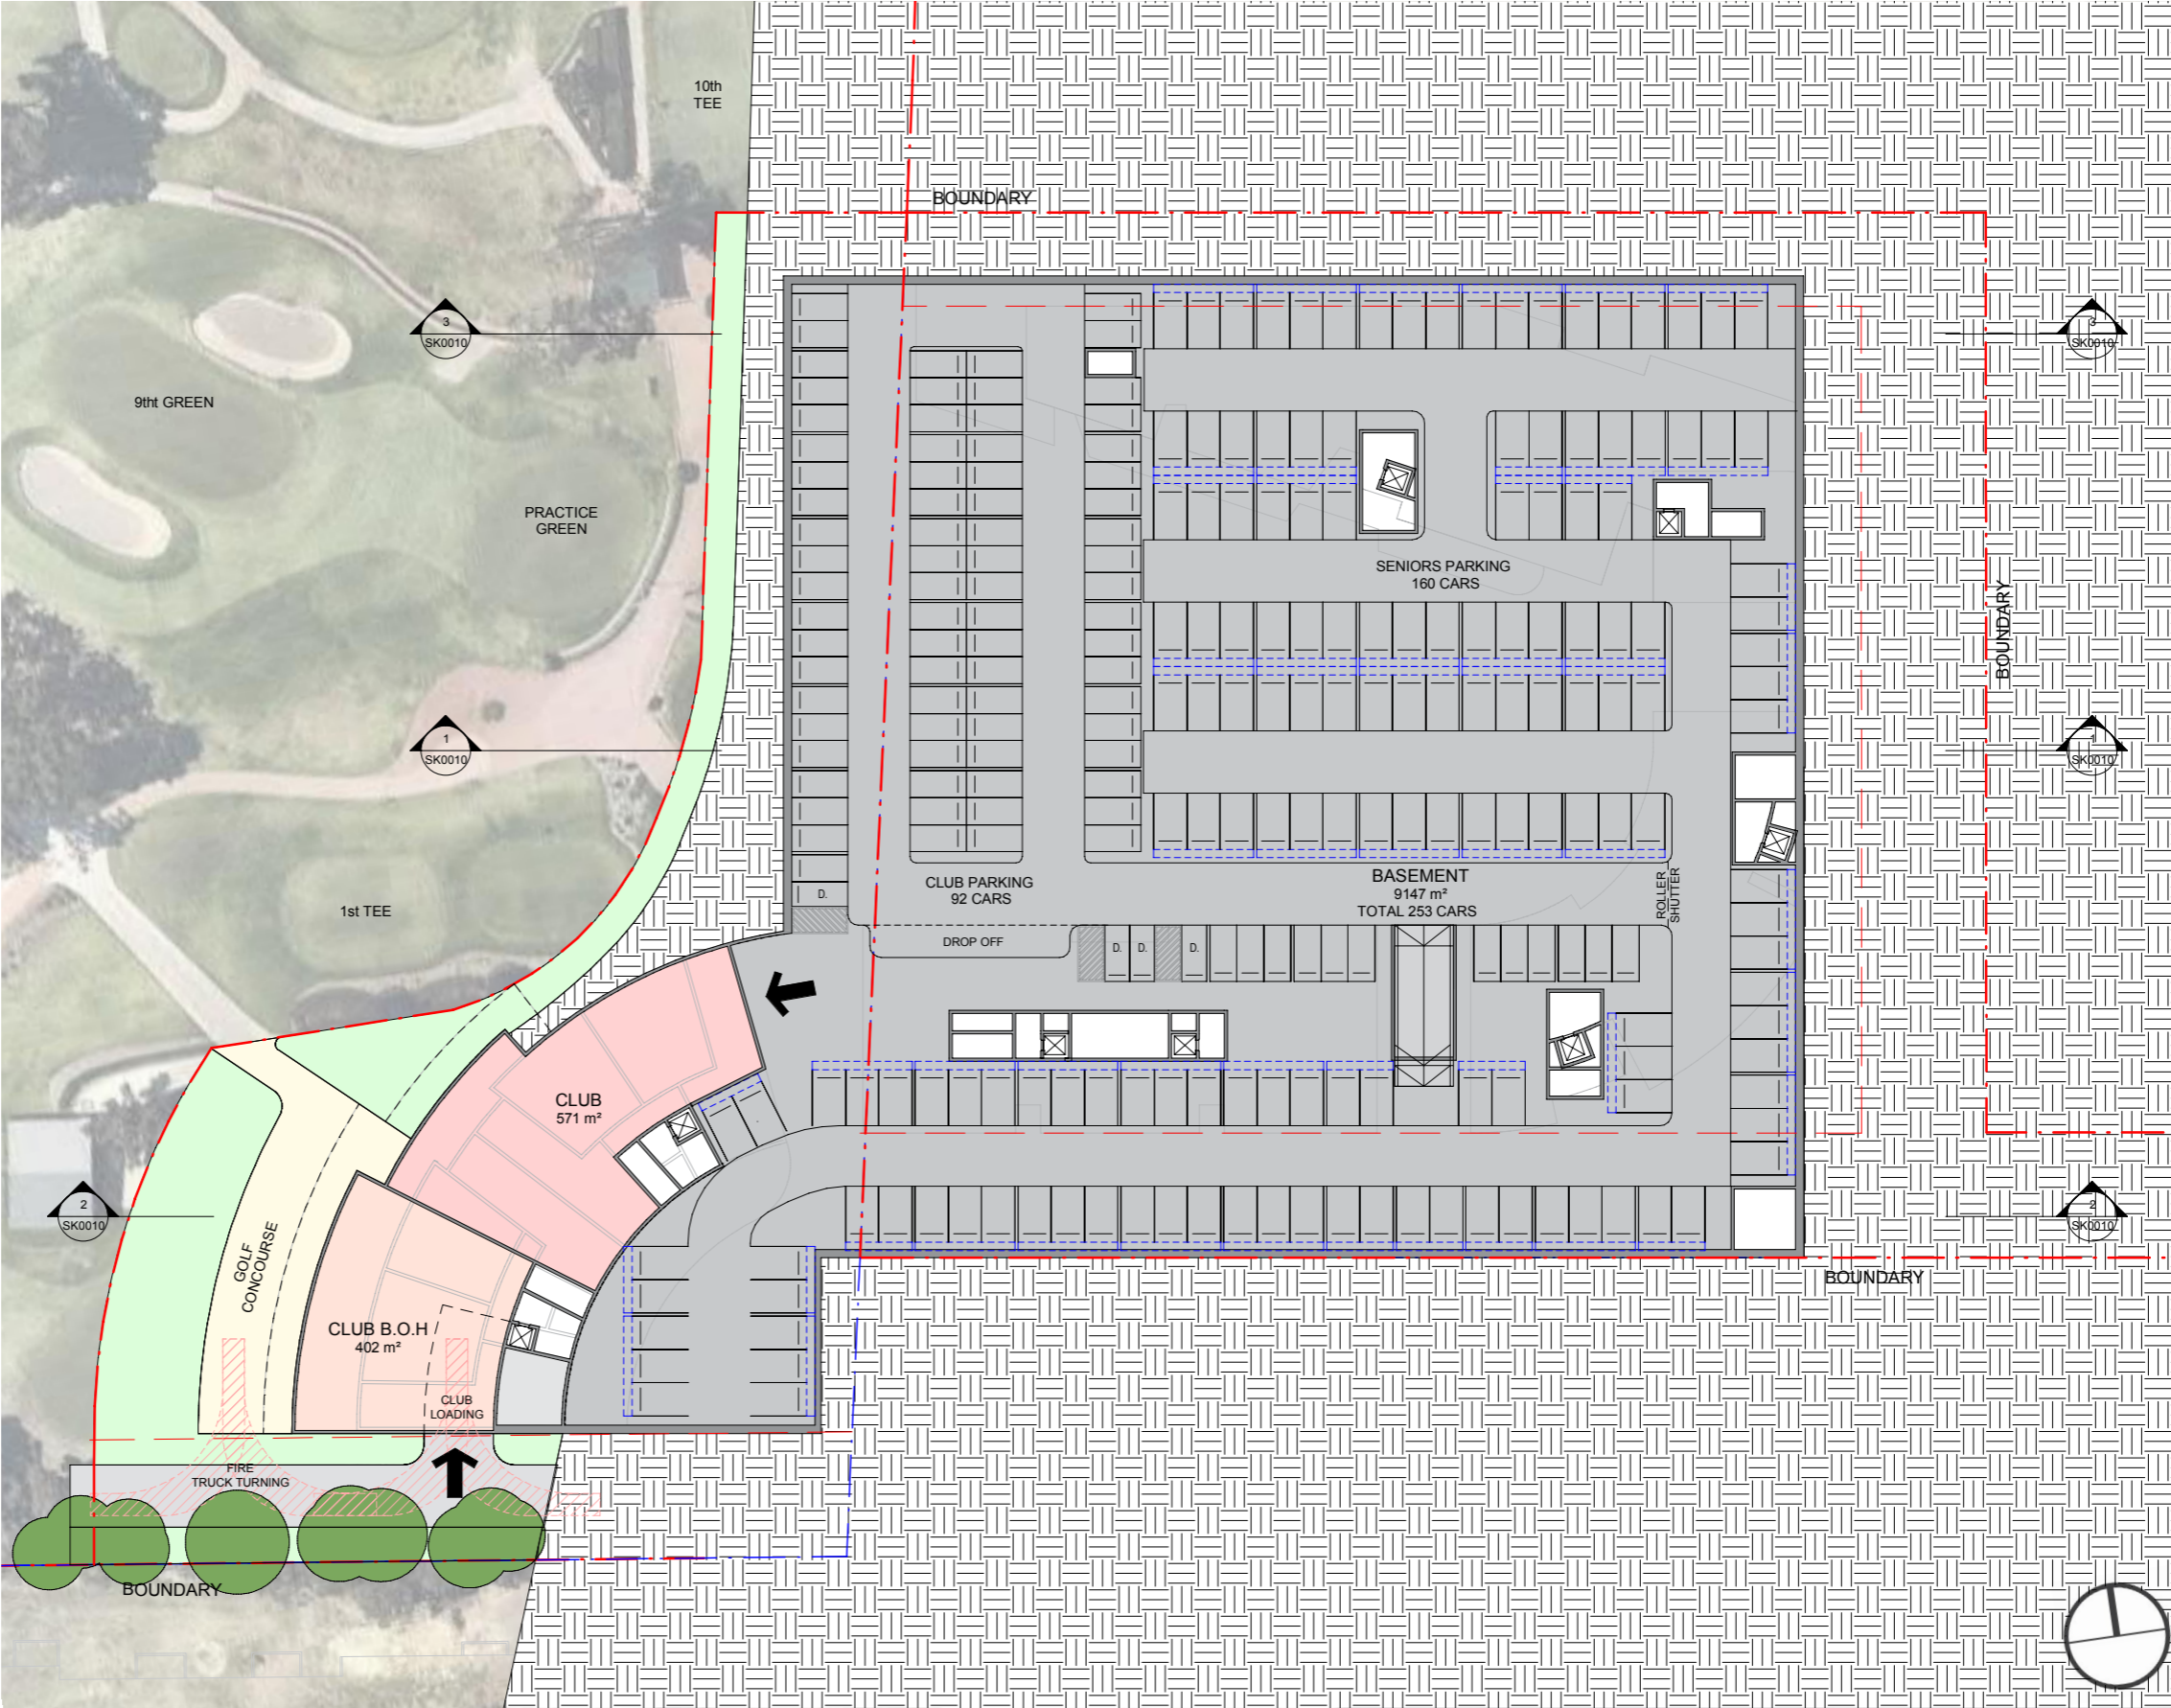 10th
TEE
BOUNDARY
3
SK0010
3
SK0010
9tht GREEN
PRACTICE
GREEN
SENIORS PARKING
160 CARS
BOUNDARY
1
SK0010
1
SK0010
1st TEE
D.
CLUB PARKING
92 CARS
BASEMENT
9147 m²
TOTAL 253 CARS
ROLLER
SHUTTER
DROP OFF
D.
D.
D.
CLUB
571 m²
2
SK0010
2
SK0010
GOLF
CONCOURSE
BOUNDARY
CLUB B.O.H
402 m²
CLUB
LOADING
FIRE
TRUCK TURNING
BOUNDARY